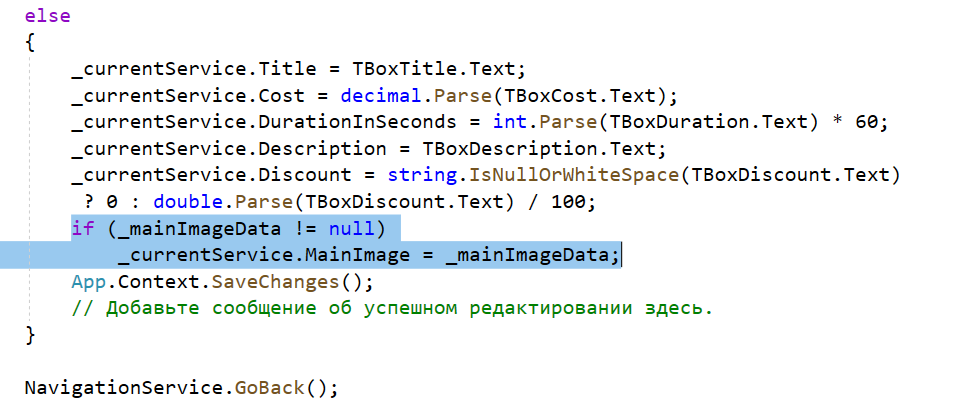 else
{
_currentService.Title = TBoxTitle.Text;
_currentService.Cost = decimal.Parse(TBoxCost.Text);
_currentService.DurationInSeconds = int.Parse(TBoxDuration.Text) * 60;
_currentService.Description = TBoxDescription.Text;
_currentService.Discount = string.IsNullOrWhiteSpace(TBoxDiscount.Text)
? 0 : double.Parse(TBoxDiscount.Text) / 100;
if (_mainImageData != null)
_currentService.MainImage = _mainImageData;
App.Context.SaveChanges();
// Добавьте сообщение об успешном редактировании здесь.
}
NavigationService.GoBack();